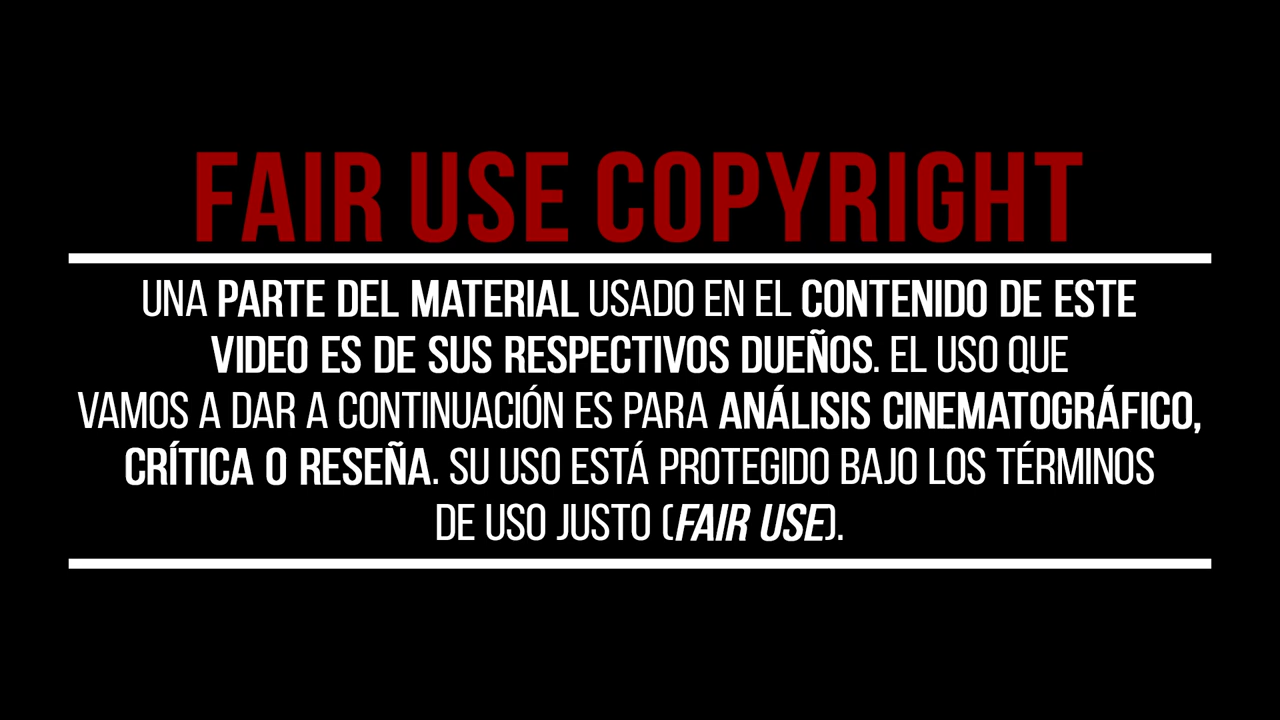 FAIR USE COPYRIGHT
UNA PARTE DEL MATERIAL USADO EN EL CONTENIDO DE ESTE
VIDEO ES DE SUS RESPECTIVOS DUEÑOS. EL USO QUE
VAMOS A DAR A CONTINUACIÓN ES PARA ANÁLISIS CINEMATOGRÁFICO,
CRÍTICA O RESEÑA. SU USO ESTÁ PROTEGIDO BAJO LOS TÉRMINOS
DE USO JUSTO (FAIR USE).